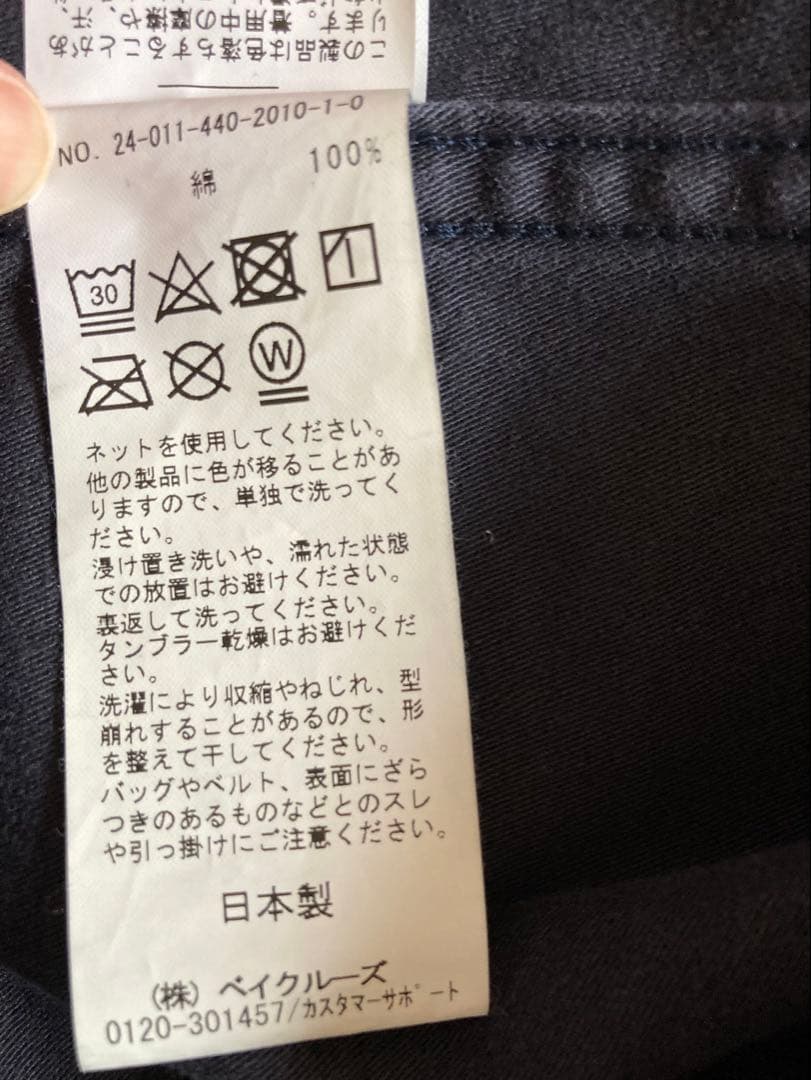 この製品は色落ちすることがあ
ります。着用中の摩擦や、汗、
NO. 24-011-440-2010-1-0
綿 100%
30
W
ネットを使用してください。
他の製品に色が移ることがあ
りますので、単独で洗ってく
ださい。
浸け置き洗いや、濡れた状態
での放置はお避けください。
裏返して洗ってください。
タンブラー乾燥はお避けくだ
さい。
洗濯により収縮やねじれ、型
崩れすることがあるので、形
を整えて干してください。
バッグやベルト、表面にざら
つきのあるものなどとのスレ
や引っ掛けにご注意ください。
日本製
(株) ベイクルーズ
0120-301457/カスタマーサポート